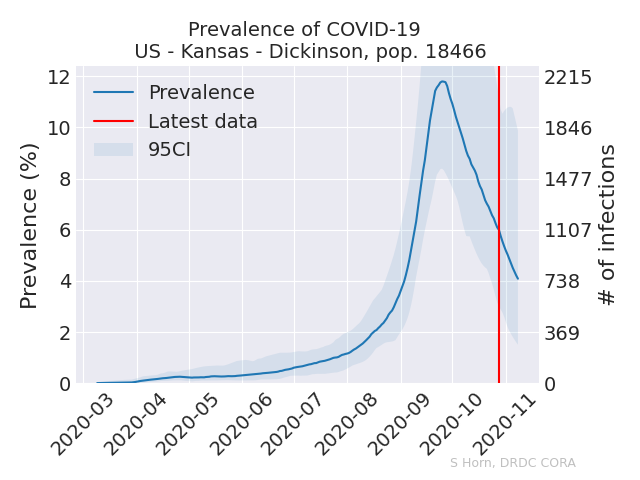 Prevalence of COVID-19
US - Kansas - Dickinson, pop. 18466
Prevalence
Latest data
95CI
Prevalence (%)
12
10
8
6
4
2
0
2215
1846
1477
1107
738
369
0
# of infections
2020-03
2020-04
2020-05
2020-06
2020-07
2020-08
2020-09
2020-10
2020-11
S Horn, DRDC CORA